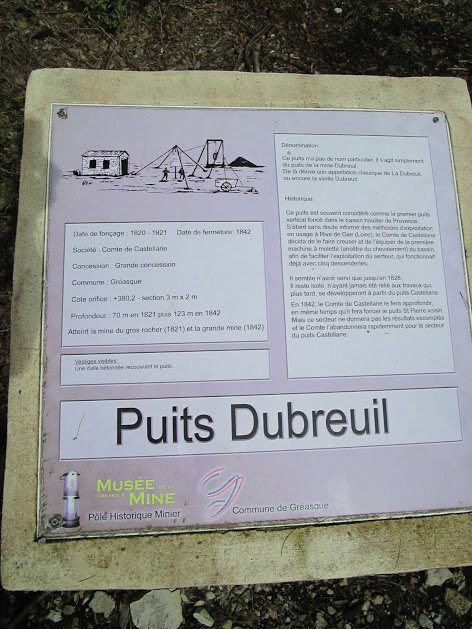 Dénomination:
Ce puits n'a pas de nom particulier, il s'agit simplement
du puits de la mine Dubreuil.
De là dérive son appellation classique de La Dubreuil,
ou encore la vieille Dubreuil.
Historique:
Ce puits est souvent considéré comme le premier puits
vertical foncé dans le bassin houiller de Provence.
S'étant sans doute informé des méthodes d'exploitation
en usage à Rive de Gier (Loire), le Comte de Castellane
décida de le faire creuser et de l'équiper de la première
machine à molette (ancêtre du chevalement) du bassin,
afin de faciliter l'exploitation du secteur, qui fonctionnait
déjà avec cinq descenderies.
Il semble n'avoir servi que jusqu'en 1828.
Il reste isolé, n'ayant jamais été relié aux travaux qui,
plus tard, se développeront à partir du puits Castellane.
En 1842, le Comte de Castellane le fera approfondir,
en même temps qu'il fera foncer le puits St Pierre voisin.
Mais ce secteur ne donnera pas les résultats escomptés
et le Comte l'abandonnera rapidement pour le secteur
du puits Castellane.
Date de fonçage : 1820 - 1821 Date de fermeture: 1842
Société : Comte de Castellane
Concession : Grande concession
Commune : Gréasque
Cote orifice : +380,2 - section 3 m x 2 m
Profondeur : 70 m en 1821 puis 123 m en 1842
Atteint la mine du gros rocher (1821) et la grande mine (1842)
Vestiges visibles:
Une dalle bétonnée recouvrant le puits.
Puits Dubreuil
MUSÉE DE LA
GRÉASQUE MINE
Pôle Historique Minier
Commune de Gréasque